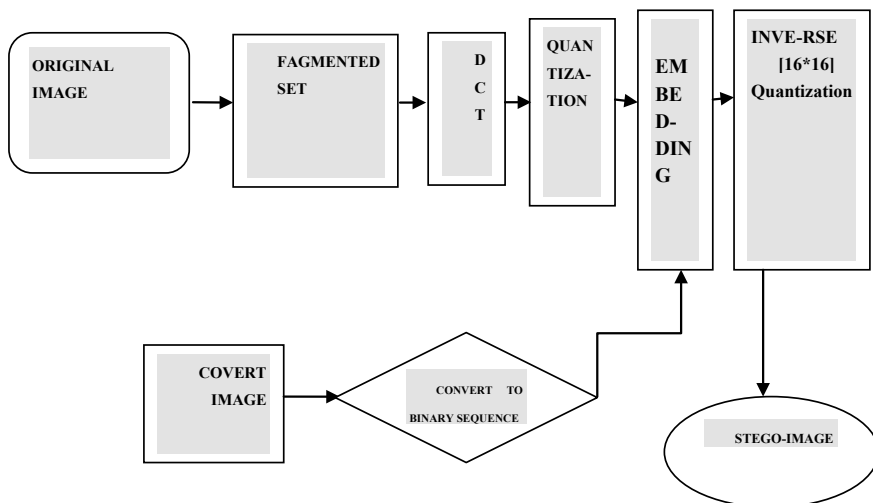 ORIGINAL
IMAGE
FAGMENTED
SET
D
C
T
QUAN
TIZA-
TION
EM
BE
D-
DIN
G
INVE-RSE
[16*16]
Quantization
COVERT
IMAGE
CONVERT TO
BINARY SEQUENCE
STEGO-IMAGE